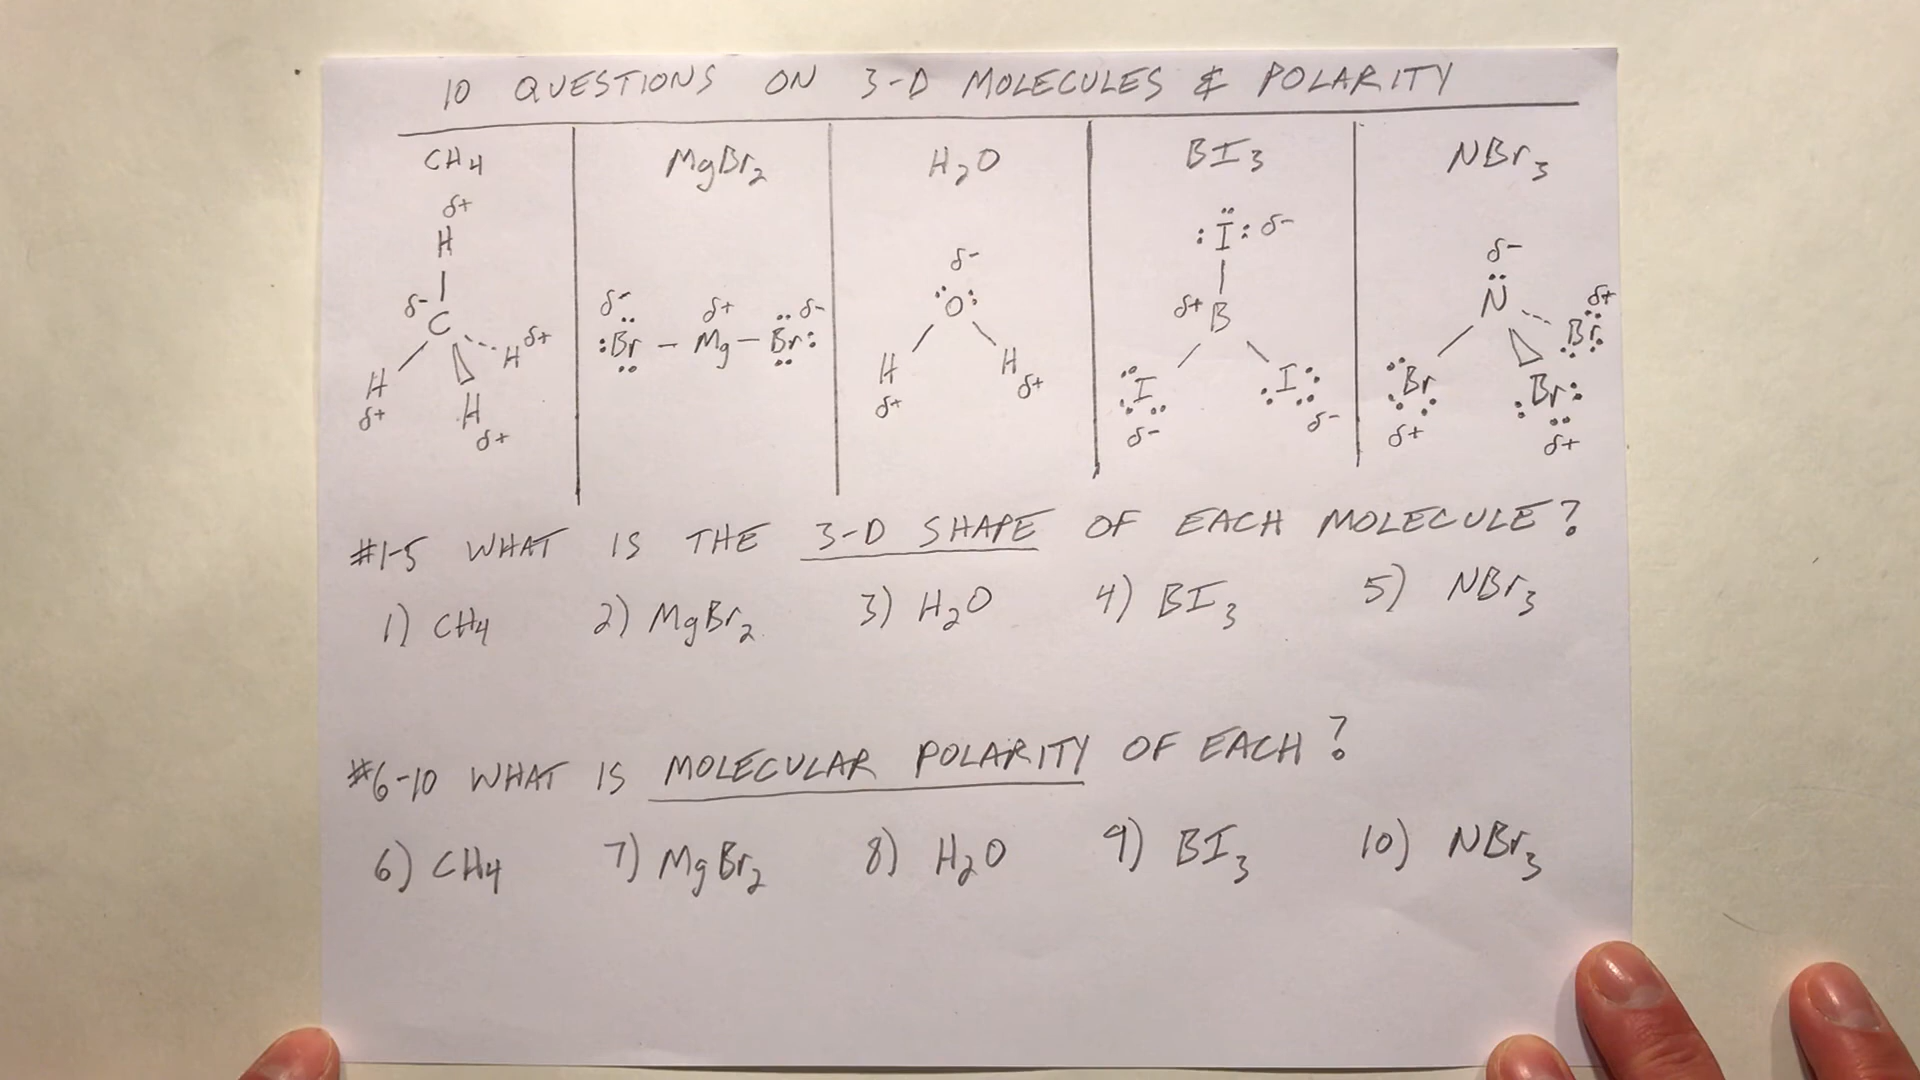 10 QUESTIONS ON 3-D MOLECULES & POLARITY
CH4 MgBr2 H2O BI3 NBr3
δ+
H
δ-
C
H δ+
H
δ+
H
δ+
δ- δ+ δ-
:Br - Mg - Br:
δ-
O
H H
δ+ δ+
:I: δ-
δ+ B
I I
δ- δ-
δ-
N
δ+
Br
Br Br
δ+ δ+
#1-5 WHAT IS THE 3-D SHAPE OF EACH MOLECULE?
1) CH4 2) MgBr2 3) H2O 4) BI3 5) NBr3
#6-10 WHAT IS MOLECULAR POLARITY OF EACH?
6) CH4 7) MgBr2 8) H2O 9) BI3 10) NBr3